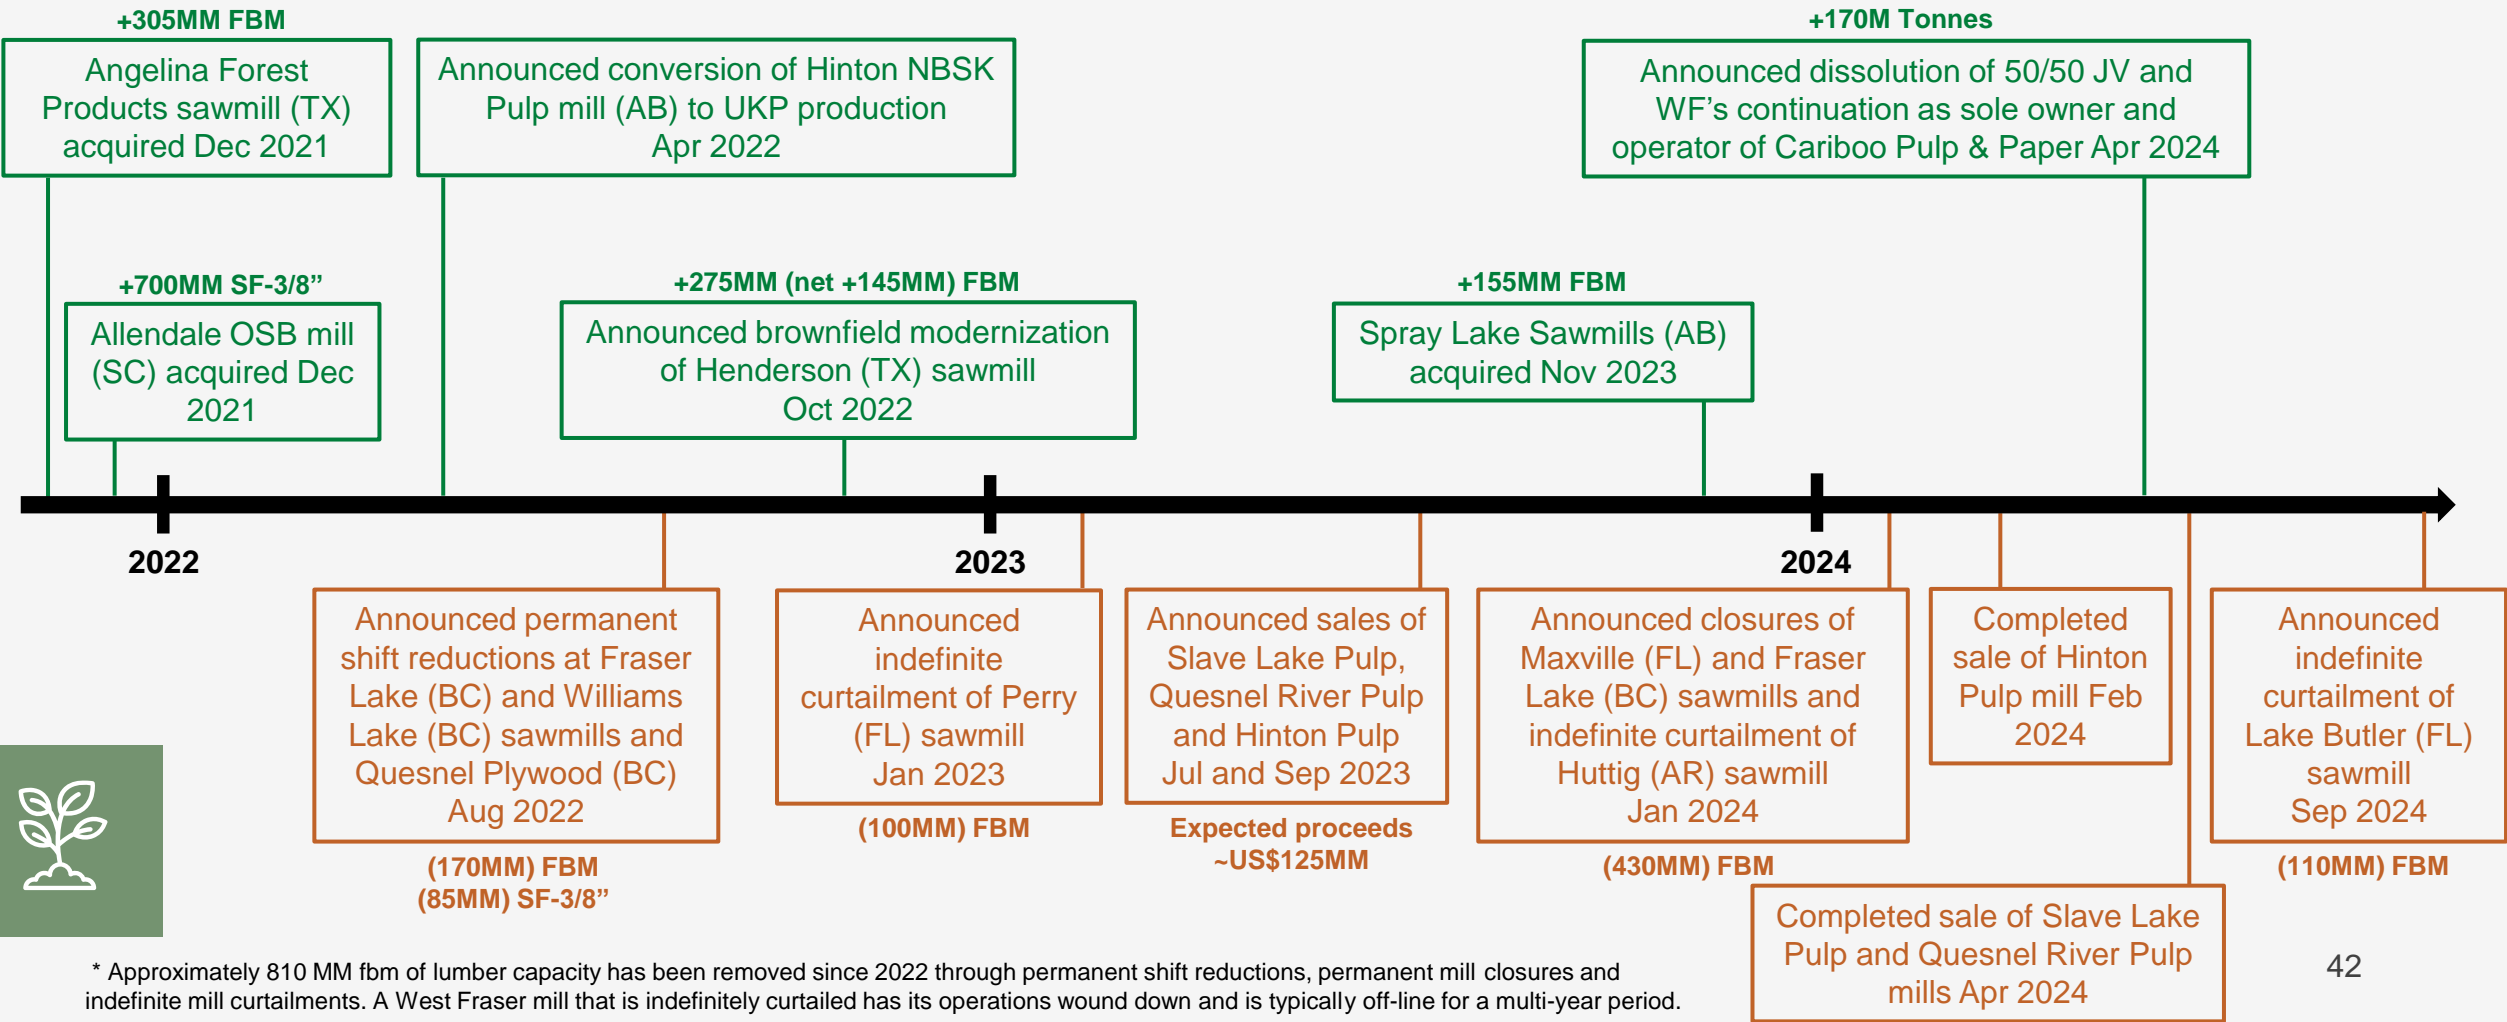 +305MM FBM
Angelina Forest
Products sawmill (TX)
acquired Dec 2021
Announced conversion of Hinton NBSK
Pulp mill (AB) to UKP production
Apr 2022
+170M Tonnes
Announced dissolution of 50/50 JV and
WF’s continuation as sole owner and
operator of Cariboo Pulp & Paper Apr 2024
+700MM SF-3/8”
Allendale OSB mill
(SC) acquired Dec
2021
+275MM (net +145MM) FBM
Announced brownfield modernization
of Henderson (TX) sawmill
Oct 2022
+155MM FBM
Spray Lake Sawmills (AB)
acquired Nov 2023
2022
2023
2024
Announced permanent
shift reductions at Fraser
Lake (BC) and Williams
Lake (BC) sawmills and
Quesnel Plywood (BC)
Aug 2022
(170MM) FBM
(85MM) SF-3/8”
Announced
indefinite
curtailment of Perry
(FL) sawmill
Jan 2023
(100MM) FBM
Announced sales of
Slave Lake Pulp,
Quesnel River Pulp
and Hinton Pulp
Jul and Sep 2023
Expected proceeds
~US$125MM
Announced closures of
Maxville (FL) and Fraser
Lake (BC) sawmills and
indefinite curtailment of
Huttig (AR) sawmill
Jan 2024
(430MM) FBM
Completed
sale of Hinton
Pulp mill Feb
2024
Completed sale of Slave Lake
Pulp and Quesnel River Pulp
mills Apr 2024
Announced
indefinite
curtailment of
Lake Butler (FL)
sawmill
Sep 2024
(110MM) FBM
* Approximately 810 MM fbm of lumber capacity has been removed since 2022 through permanent shift reductions, permanent mill closures and
indefinite mill curtailments. A West Fraser mill that is indefinitely curtailed has its operations wound down and is typically off-line for a multi-year period.
42